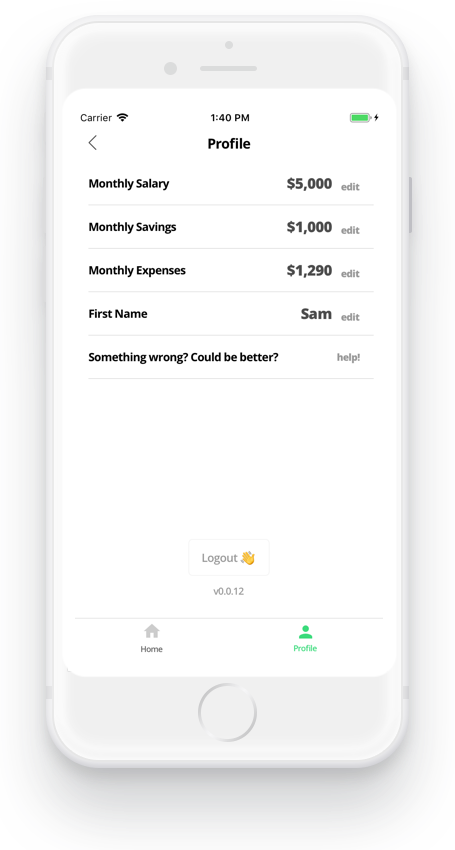 Carrier 1:40 PM
Profile
Monthly Salary $5,000 edit
Monthly Savings $1,000 edit
Monthly Expenses $1,290 edit
First Name Sam edit
Something wrong? Could be better? help!
Logout 👋
v0.0.12
Home Profile